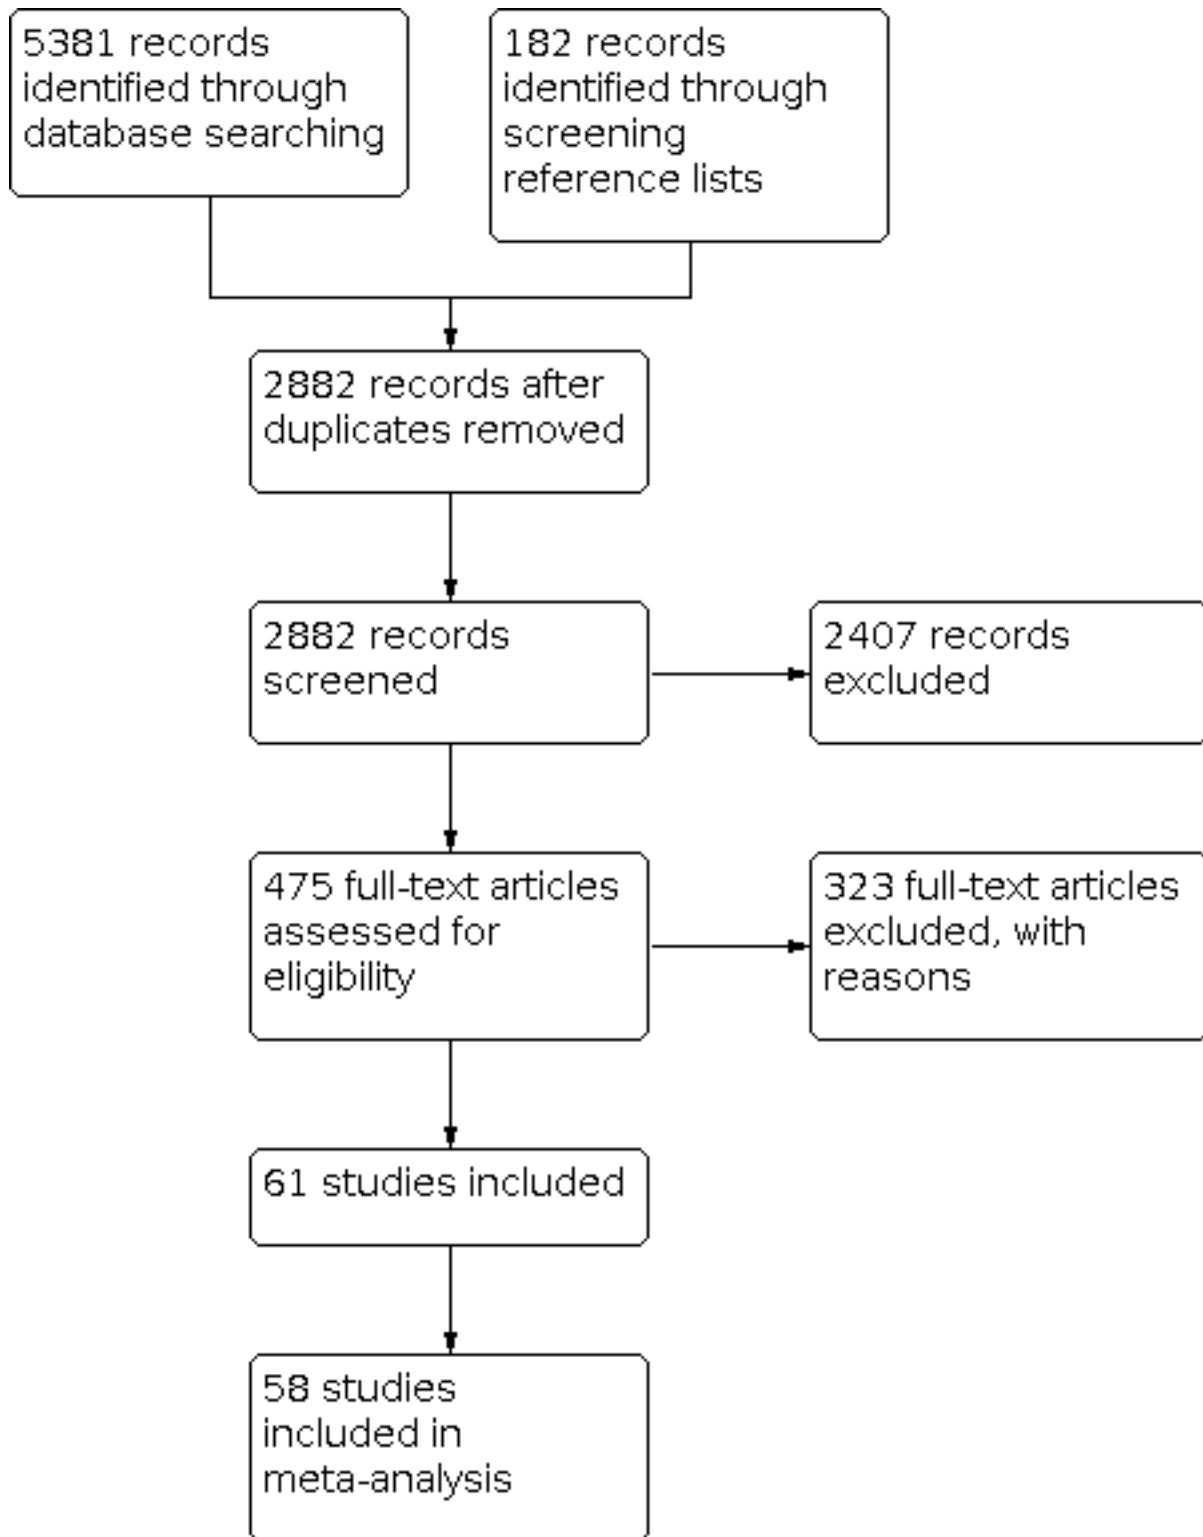 5381 records
identified through
database searching
182 records
identified through
screening
reference lists
2882 records after
duplicates removed
2882 records
screened
2407 records
excluded
475 full-text articles
assessed for
eligibility
323 full-text articles
excluded, with
reasons
61 studies included
58 studies
included in
meta-analysis